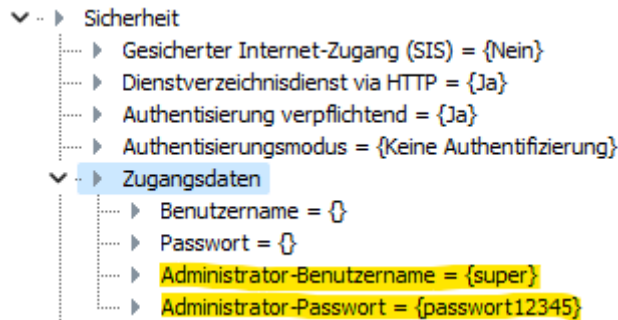 Sicherheit
Gesicherter Internet-Zugang (SIS) = {Nein}
Dienstverzeichnisdienst via HTTP = {Ja}
Authentisierung verpflichtend = {Ja}
Authentisierungsmodus = {Keine Authentifizierung}
Zugangsdaten
Benutzername = {}
Passwort = {}
Administrator-Benutzername = {super}
Administrator-Passwort = {passwort12345}